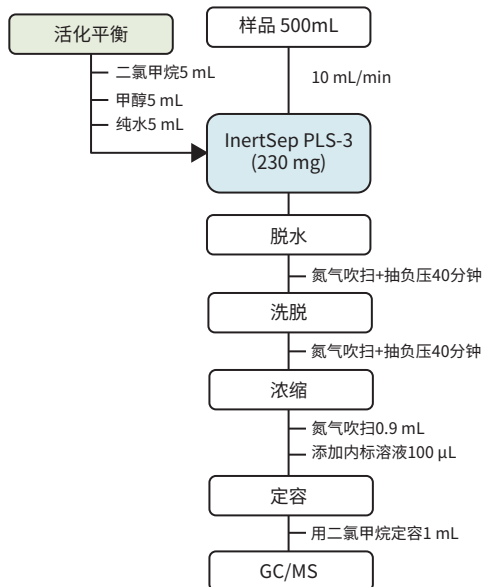 活化平衡
二氯甲烷5 mL
甲醇5 mL
纯水5 mL
样品 500mL
10 mL/min
InertSep PLS-3
(230 mg)
脱水
氮气吹扫+抽负压40分钟
洗脱
氮气吹扫+抽负压40分钟
浓缩
氮气吹扫0.9 mL
添加内标溶液100 μL
定容
用二氯甲烷定容1 mL
GC/MS